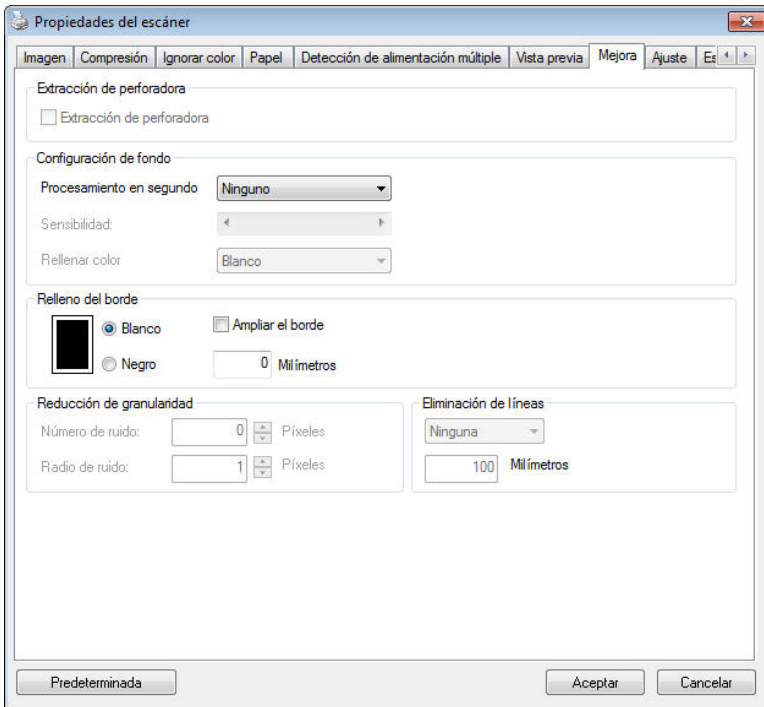 Propiedades del escáner
Imagen Compresión Ignorar color Papel Detección de alimentación múltiple Vista previa Mejora Ajuste Es
Extracción de perforadora
Extracción de perforadora
Configuración de fondo
Procesamiento en segundo Ninguno
Sensibilidad:
Rellenar color Blanco
Relleno del borde
Blanco Ampliar el borde
Negro 0 Milímetros
Reducción de granularidad Eliminación de líneas
Número de ruido: 0 Píxeles Ninguna
Radio de ruido: 1 Píxeles 100 Milímetros
Predeterminada Aceptar Cancelar